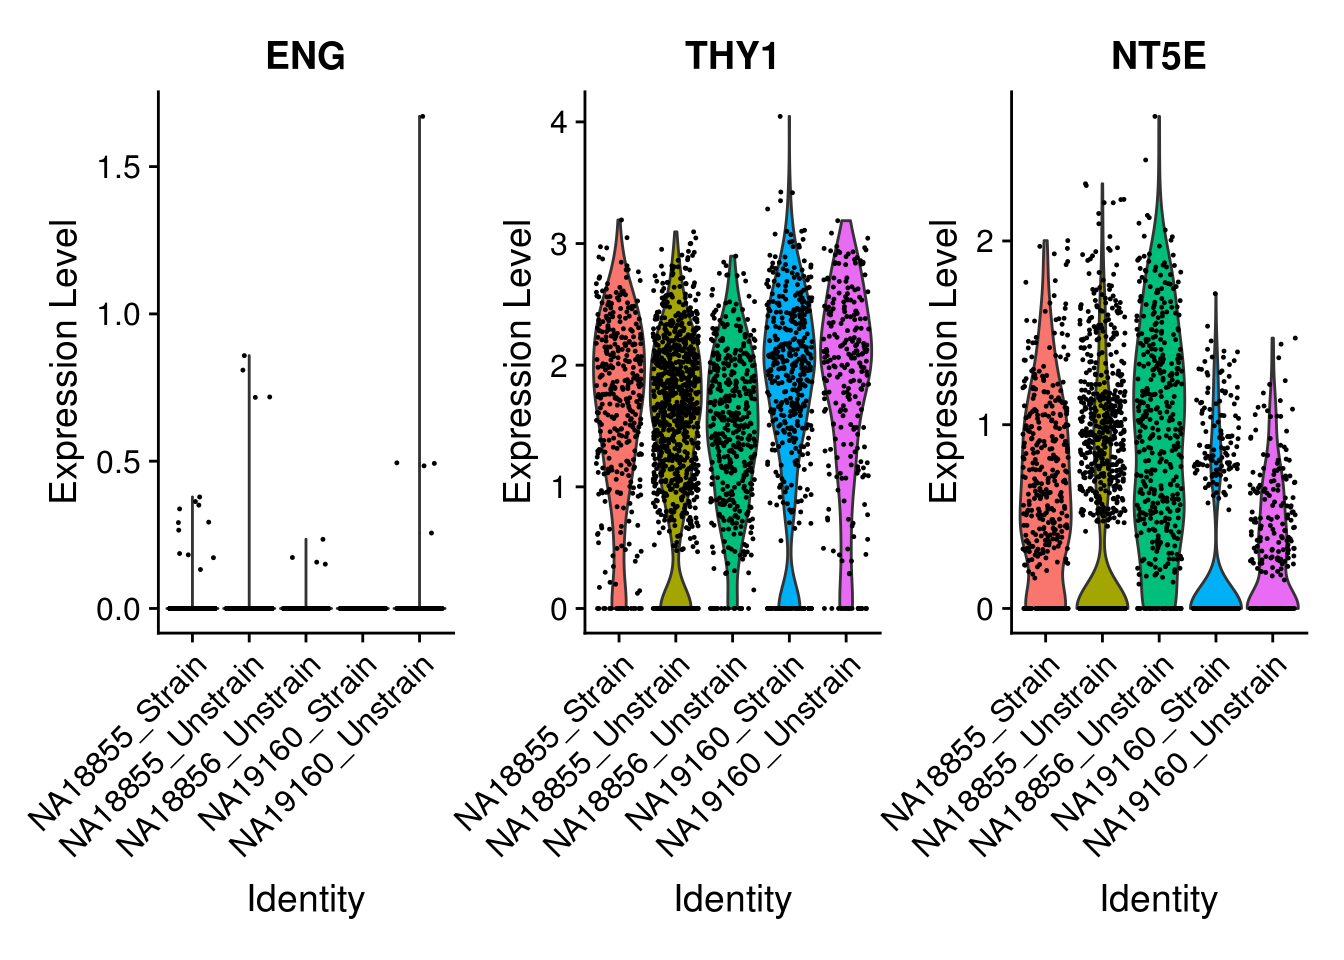 ENG
THY1
NT5E
Expression Level
1.5
1.0
0.5
0.0
NA18855_Strain
NA18855_Unstrain
NA18856_Unstrain
NA19160_Strain
NA19160_Unstrain
Identity
Expression Level
4
3
2
1
0
NA18855_Strain
NA18855_Unstrain
NA18856_Unstrain
NA19160_Strain
NA19160_Unstrain
Identity
Expression Level
2
1
0
NA18855_Strain
NA18855_Unstrain
NA18856_Unstrain
NA19160_Strain
NA19160_Unstrain
Identity